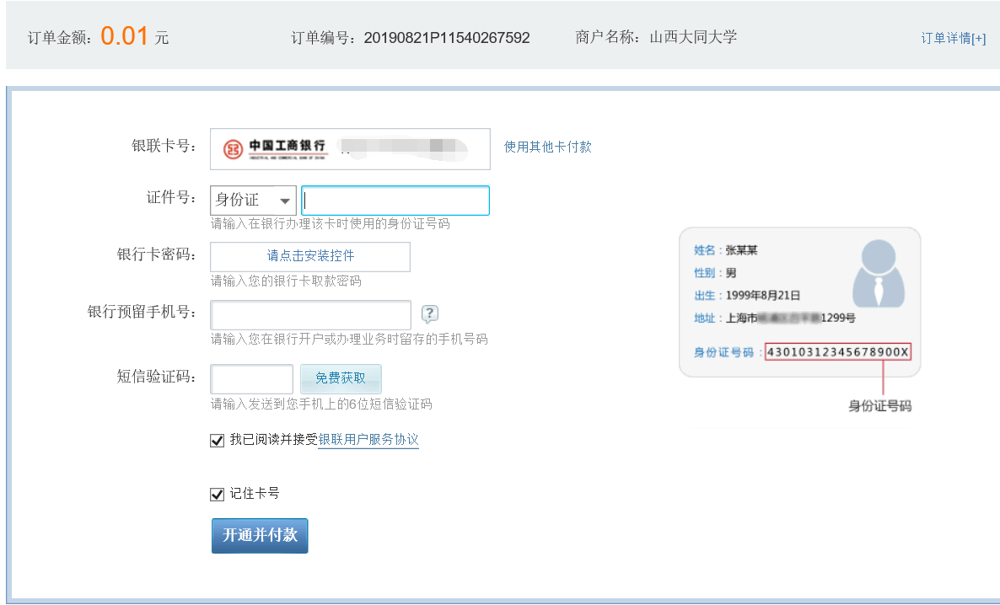 订单金额：0.01 元 订单编号：20190821P11540267592 商户名称：山西大同大学 订单详情[+]
银联卡号： 中国工商银行 使用其他卡付款
INDUSTRIAL AND COMMERCIAL BANK OF CHINA
证件号： 身份证
请输入在银行办理该卡时使用的身份证号码
银行卡密码： 请点击安装控件
请输入您的银行卡取款密码
银行预留手机号： ?
请输入您在银行开户或办理业务时留存的手机号码
短信验证码： 免费获取
请输入发送到您手机上的6位短信验证码
我已阅读并接受银联用户服务协议
记住卡号
开通并付款
姓名：张某某
性别：男
出生：1999年8月21日
地址：上海市 1299号
身份证号码：43010312345678900X
身份证号码